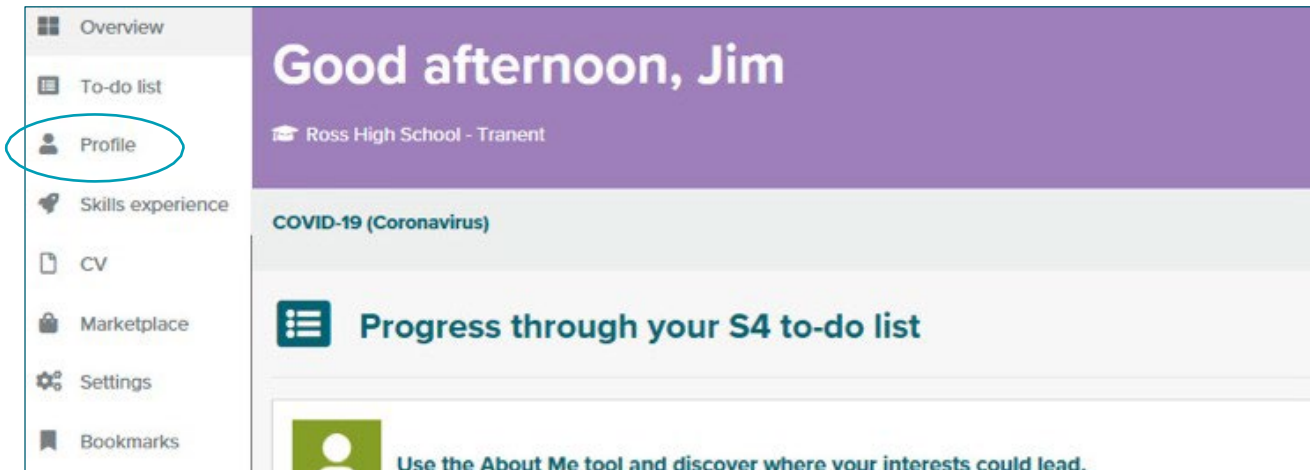 Overview
To-do list
Profile
Skills experience
CV
Marketplace
Settings
Bookmarks
Good afternoon, Jim
Ross High School - Tranent
COVID-19 (Coronavirus)
Progress through your S4 to-do list
Use the About Me tool and discover where your interests could lead.